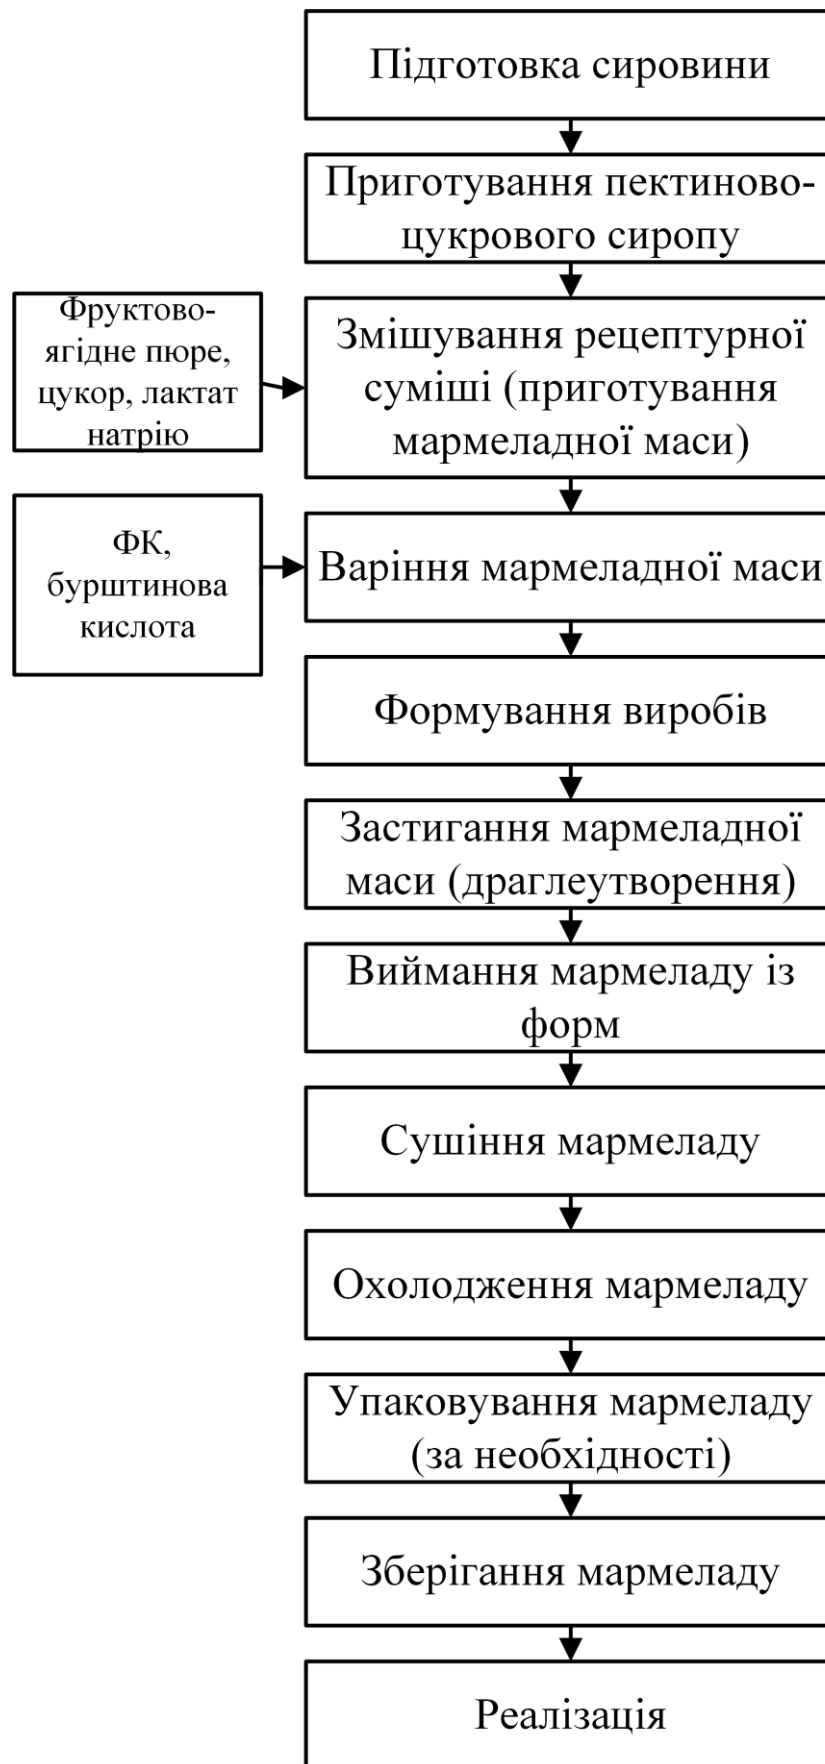 Підготовка сировини
Приготування пектиново-
цукрового сиропу
Фруктово-
ягідне пюре,
цукор, лактат
натрію
Змішування рецептурної
суміші (приготування
мармеладної маси)
ФК,
бурштинова
кислота
Варіння мармеладної маси
Формування виробів
Застигання мармеладної
маси (драглеутворення)
Виймання мармеладу із
форм
Сушіння мармеладу
Охолодження мармеладу
Упаковування мармеладу
(за необхідності)
Зберігання мармеладу
Реалізація